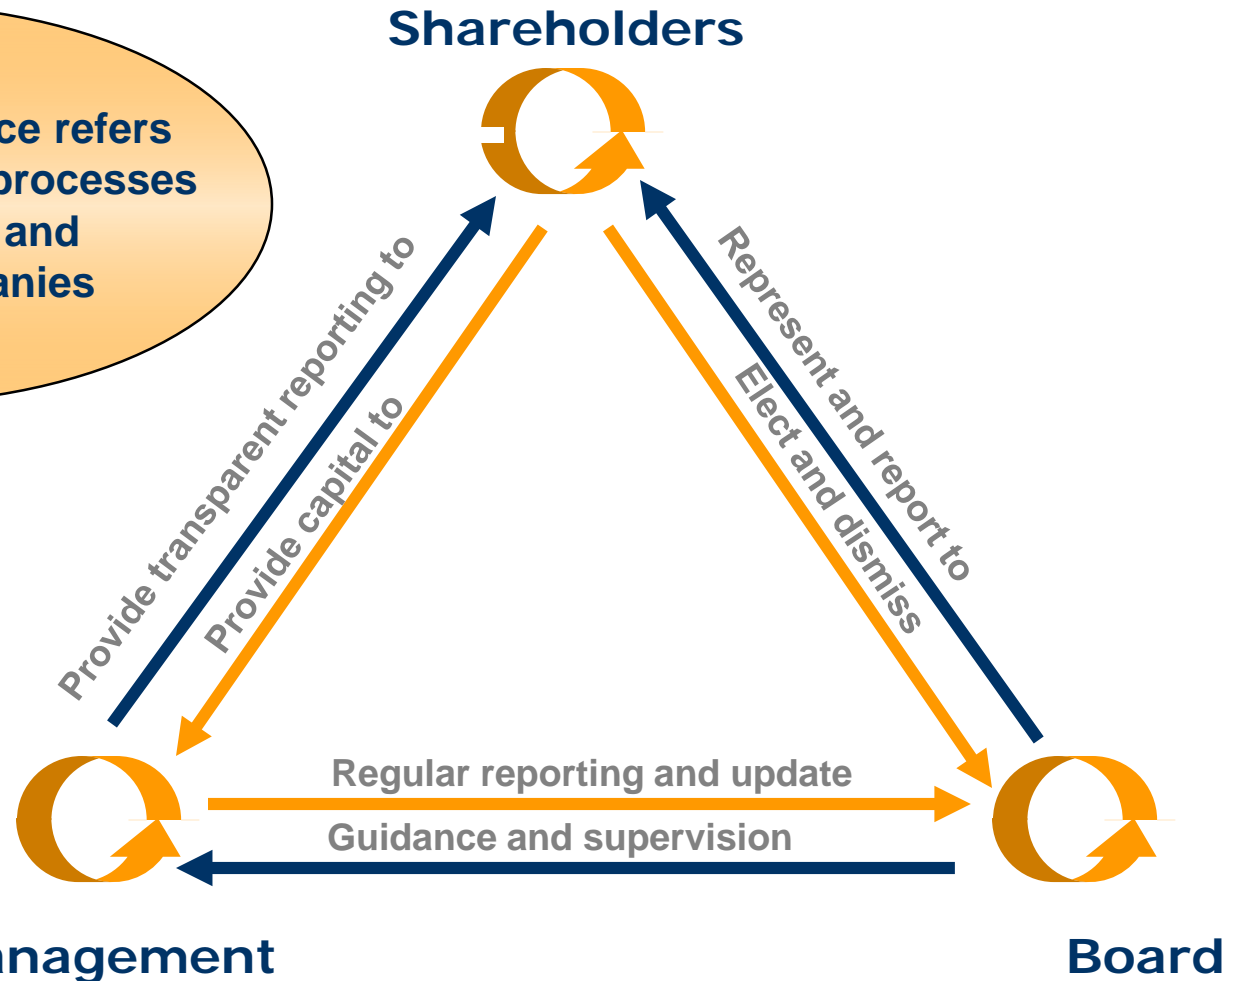 Shareholders
ce refers
processes
and
anies
Provide transparent reporting to
Provide capital to
Represent and report to
Elect and dismiss
Regular reporting and update
Guidance and supervision
anagement
Board